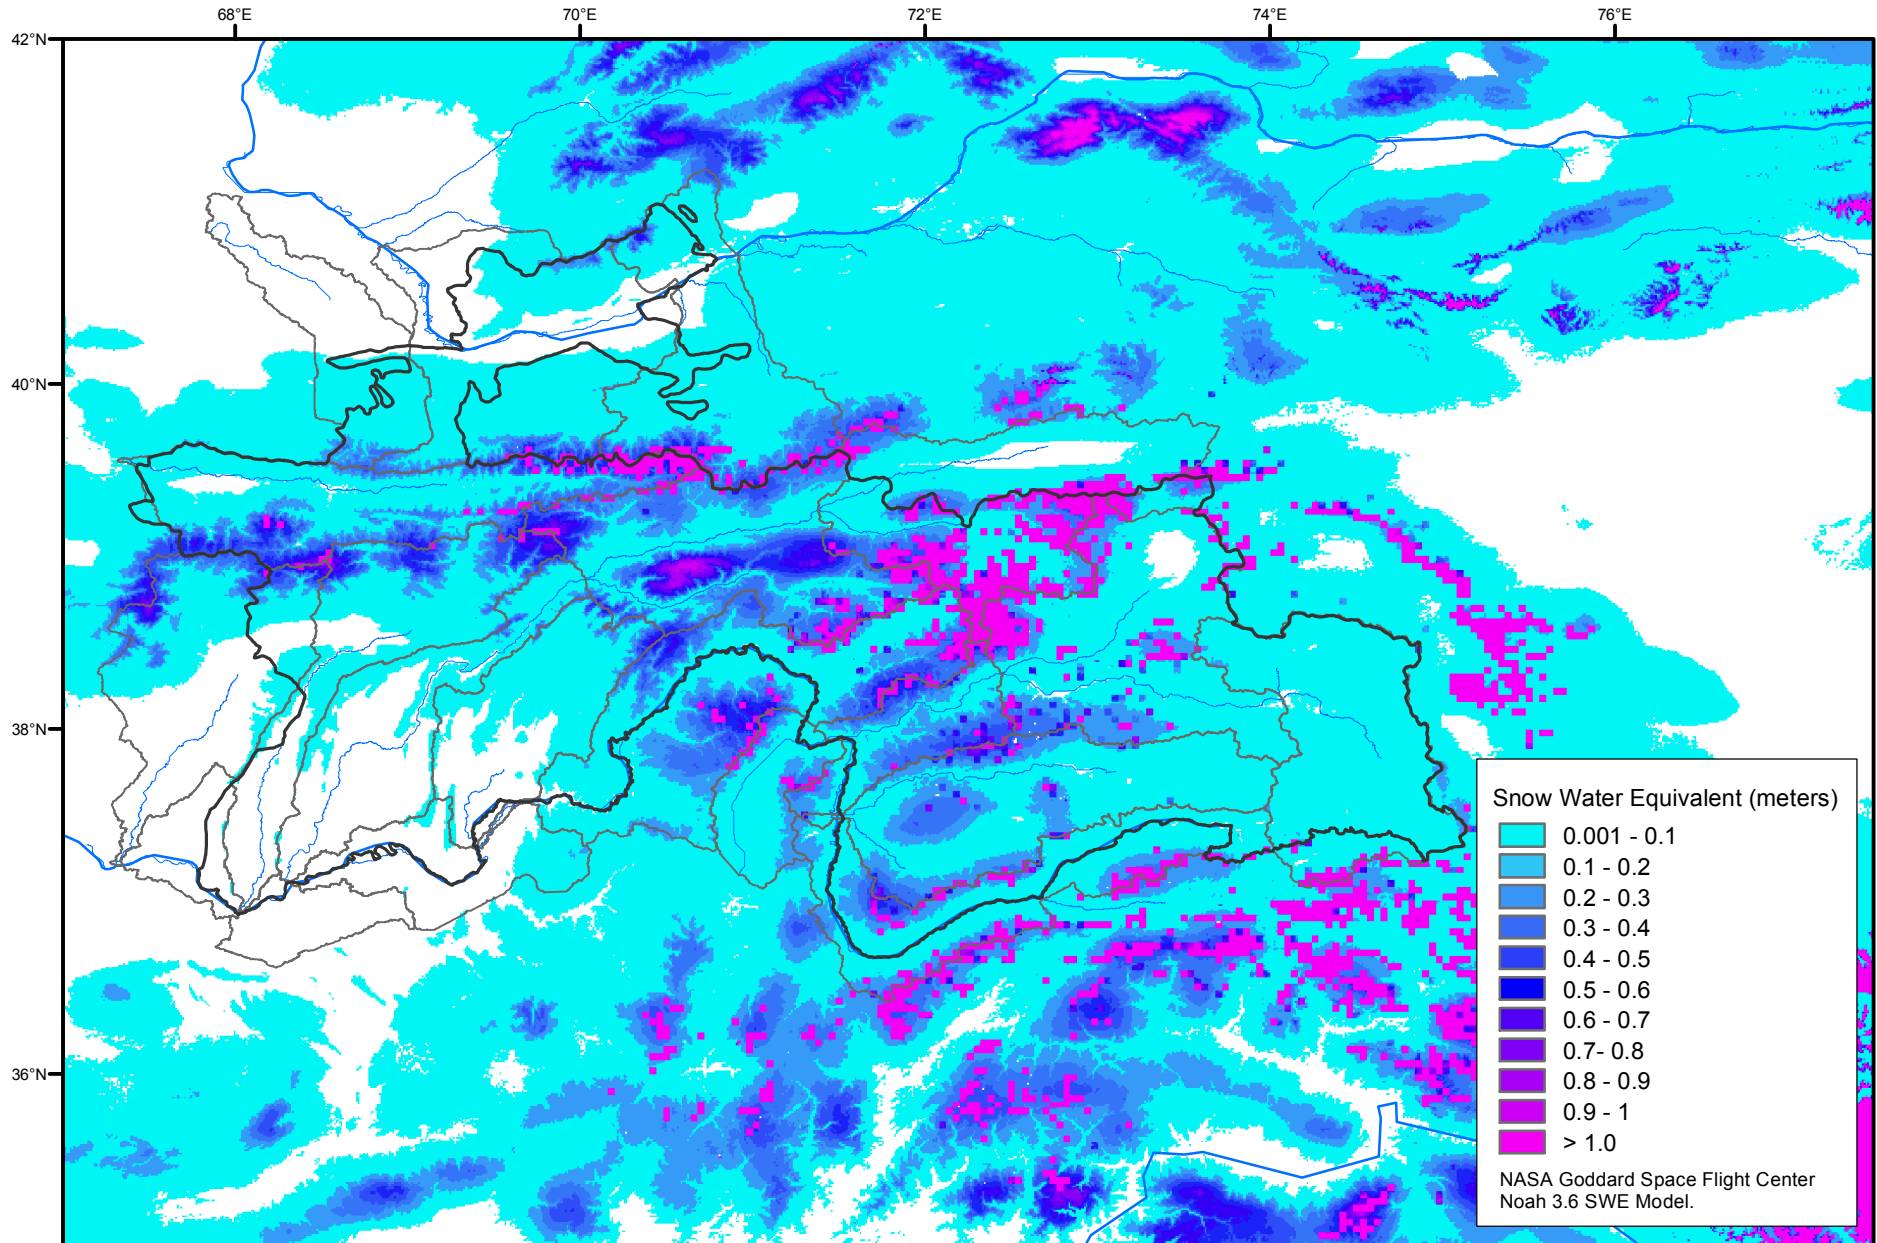 68°E
70°E
72°E
74°E
76°E
42°N
40°N
38°N
36°N
Snow Water Equivalent (meters)
0.001 - 0.1
0.1 - 0.2
0.2 - 0.3
0.3 - 0.4
0.4 - 0.5
0.5 - 0.6
0.6 - 0.7
0.7- 0.8
0.8 - 0.9
0.9 - 1
> 1.0
NASA Goddard Space Flight Center
Noah 3.6 SWE Model.